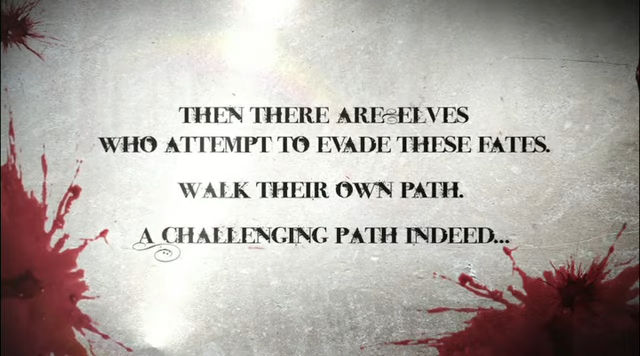 THEN THERE ARE ELVES
WHO ATTEMPT TO EVADE THESE FATES.
WALK THEIR OWN PATH.
A CHALLENGING PATH INDEED...